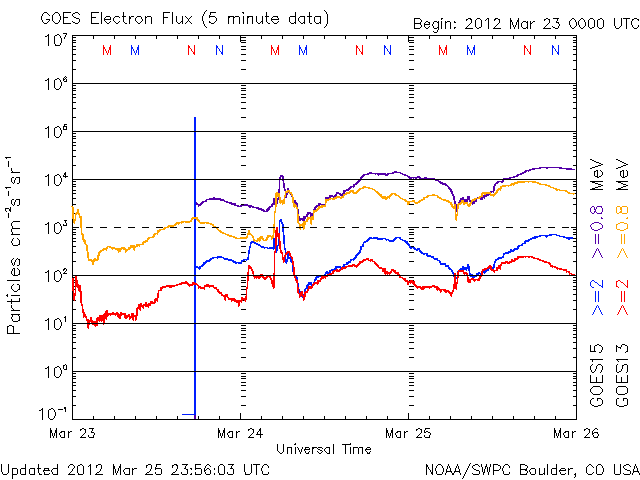 GOES Electron Flux (5 minute data) Begin: 2012 Mar 23 0000 UTC
10⁷
M M N N M M N N M M N N
10⁶
10⁵
10⁴
10³
10²
10¹
10⁰
10⁻¹
Particles cm⁻²s⁻¹sr⁻¹
Mar 23 Mar 24 Mar 25 Mar 26
Universal Time
GOES15 >=2 >=0.8 MeV
GOES13 >=2 >=0.8 MeV
Updated 2012 Mar 25 23:56:03 UTC NOAA/SWPC Boulder, CO USA